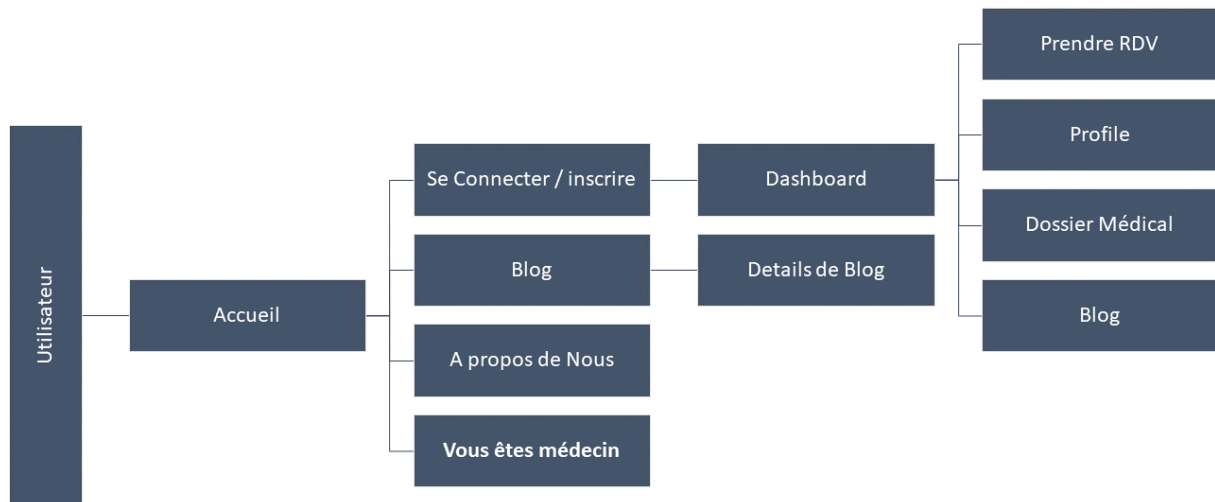 Utilisateur
Accueil
Se Connecter / inscrire
Blog
A propos de Nous
Vous êtes médecin
Dashboard
Details de Blog
Prendre RDV
Profile
Dossier Médical
Blog